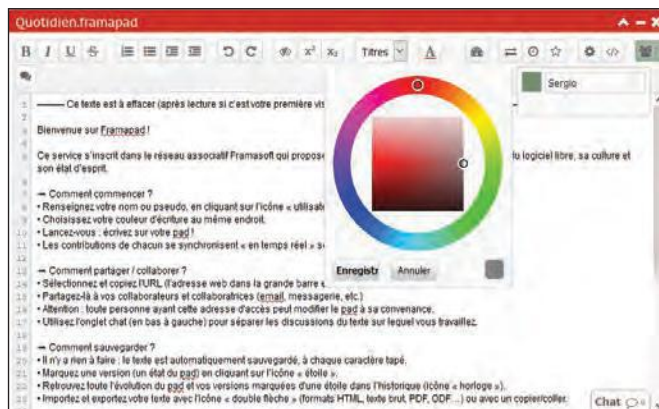 Quotidien.framapad
B I U S x² x₂ Titres A
Sergio
1 ——— Ce texte est à effacer (après lecture si c'est votre première vis
2
3 Bienvenue sur Framapad !
4
5 Ce service s'inscrit dans le réseau associatif Framasoft qui propose du logiciel libre, sa culture et
son état d'esprit.
➟ Comment commencer ?
• Renseignez votre nom ou pseudo, en cliquant sur l'icône « utilisate
• Choisissez votre couleur d'écriture au même endroit.
• Lancez-vous : écrivez sur votre pad !
• Les contributions de chacun se synchronisent « en temps réel » s
Enregistr Annuler
➟ Comment partager / collaborer ?
• Sélectionnez et copiez l'URL (l'adresse web dans la grande barre
• Partagez-là à vos collaborateurs et collaboratrices (email, messagerie, etc.)
• Attention : toute personne ayant cette adresse d'accès peut modifier le pad à sa convenance.
• Utilisez l'onglet chat (en bas à gauche) pour séparer les discussions du texte sur lequel vous travaillez.
➟ Comment sauvegarder ?
• Il n'y a rien à faire : le texte est automatiquement sauvegardé, à chaque caractère tapé.
• Marquez une version (un état du pad) en cliquant sur l'icône « étoile ».
• Retrouvez toute l'évolution du pad et vos versions marquées d'une étoile dans l'historique (icône « horloge »).
• Importez et exportez votre texte avec l'icône « double flèche » (formats HTML, texte brut, PDF, ODF…) ou avec un copier/coller.
Chat